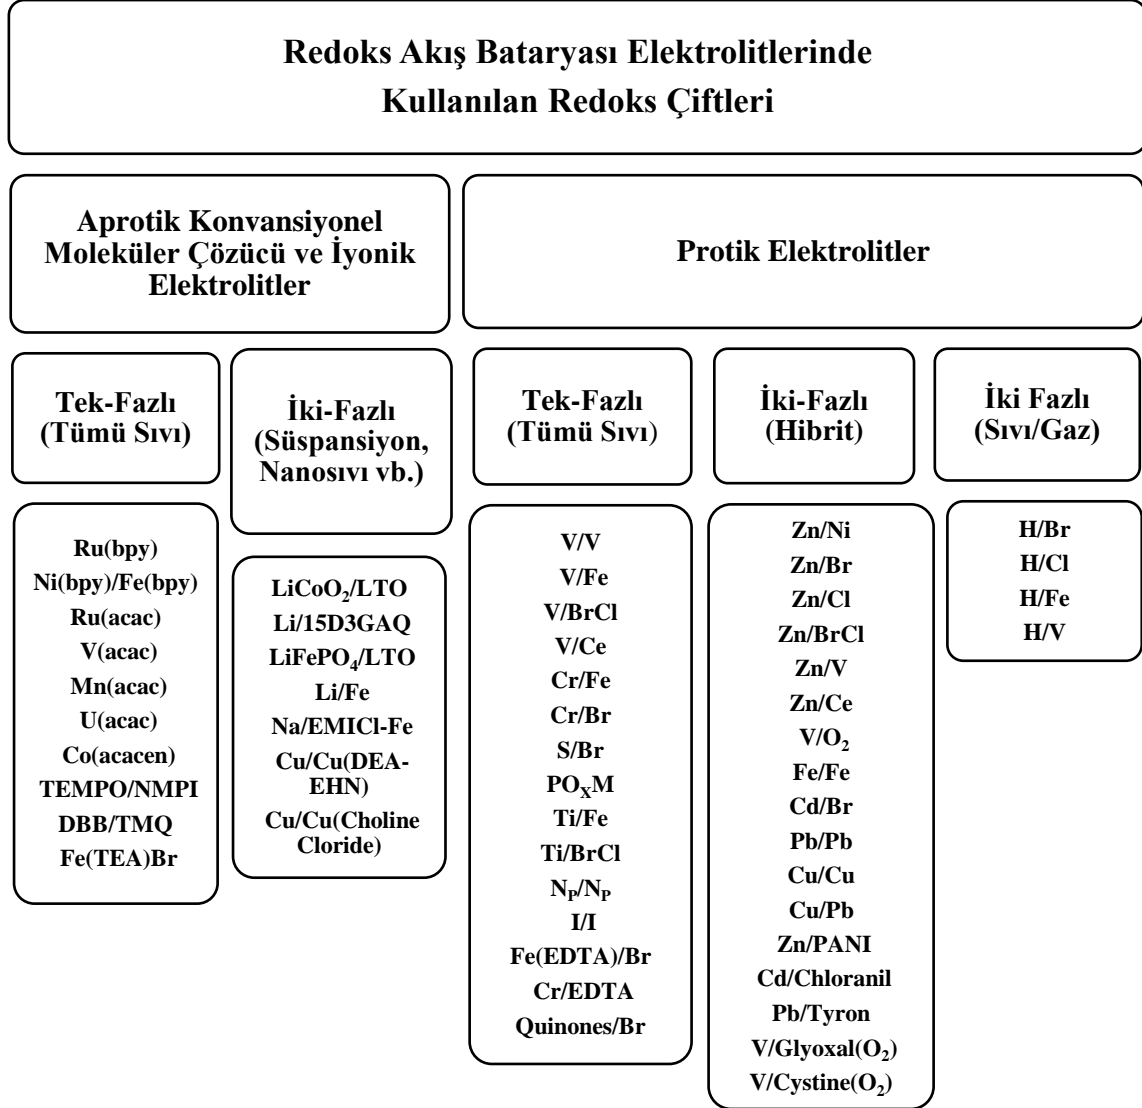 Redoks Akış Bataryası Elektrolitlerinde
Kullanılan Redoks Çiftleri
Aprotik Konvansiyonel
Moleküler Çözücü ve İyonik
Elektrolitler
Protik Elektrolitler
Tek-Fazlı
(Tümü Sıvı)
İki-Fazlı
(Süspansiyon,
Nanosıvı vb.)
Tek-Fazlı
(Tümü Sıvı)
İki-Fazlı
(Hibrit)
İki Fazlı
(Sıvı/Gaz)
Ru(bpy)
Ni(bpy)/Fe(bpy)
Ru(acac)
V(acac)
Mn(acac)
U(acac)
Co(acacen)
TEMPO/NMPI
DBB/TMQ
Fe(TEA)Br
LiCoO₂/LTO
Li/15D3GAQ
LiFePO₄/LTO
Li/Fe
Na/EMICl-Fe
Cu/Cu(DEA-
EHN)
Cu/Cu(Choline
Cloride)
V/V
V/Fe
V/BrCl
V/Ce
Cr/Fe
Cr/Br
S/Br
PO_XM
Ti/Fe
Ti/BrCl
N_P/N_P
I/I
Fe(EDTA)/Br
Cr/EDTA
Quinones/Br
Zn/Ni
Zn/Br
Zn/Cl
Zn/BrCl
Zn/V
Zn/Ce
V/O₂
Fe/Fe
Cd/Br
Pb/Pb
Cu/Cu
Cu/Pb
Zn/PANI
Cd/Chloranil
Pb/Tyron
V/Glyoxal(O₂)
V/Cystine(O₂)
H/Br
H/Cl
H/Fe
H/V